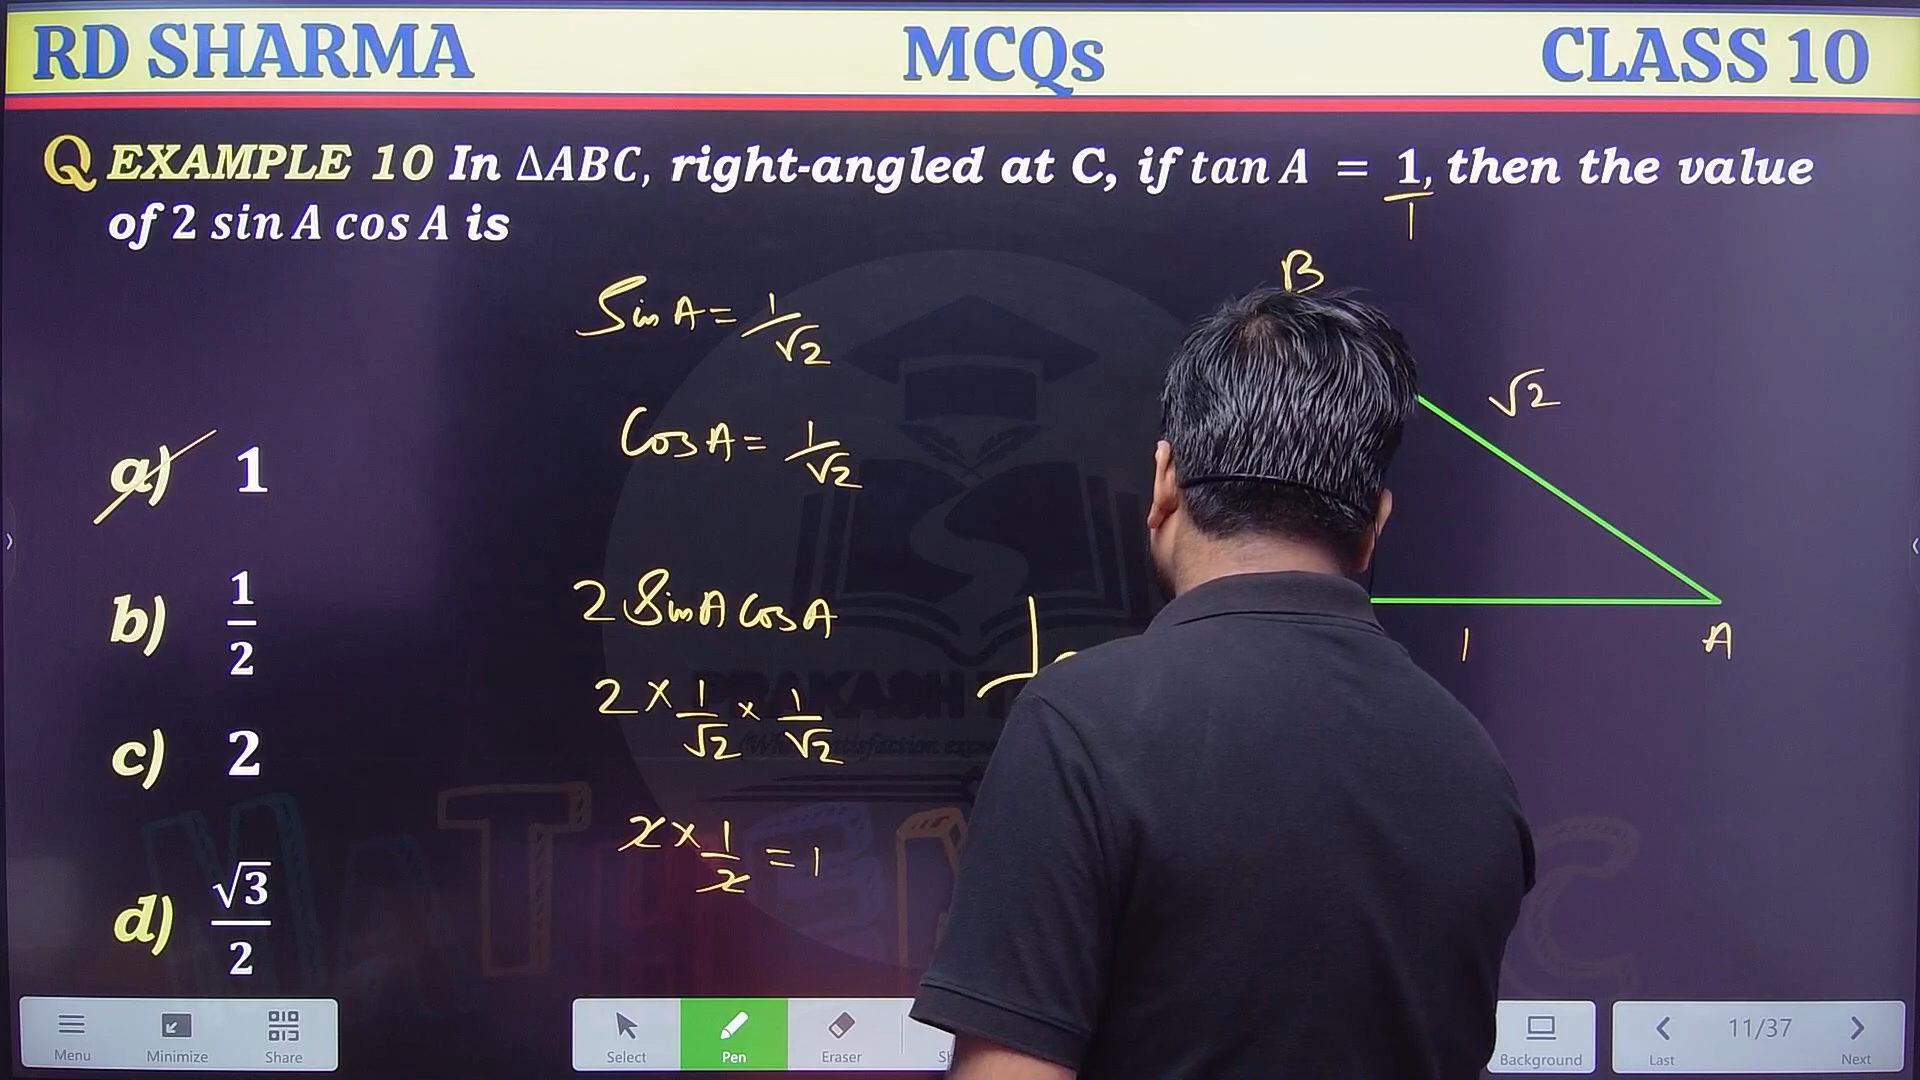 RD SHARMA MCQs CLASS 10
Q EXAMPLE 10 In ΔABC, right-angled at C, if tan A = 1, then the value
1
of 2 sin A cos A is
B
Sin A = 1/√2
√2
Cos A = 1/√2
a) 1
b) 1/2
2 Sin A Cos A
1
A
2 × 1/√2 × 1/√2
c) 2
2 × 1/2 = 1
d) √3/2
PRAKASH
Menu Minimize Share Select Pen Eraser Background Last 11/37 Next